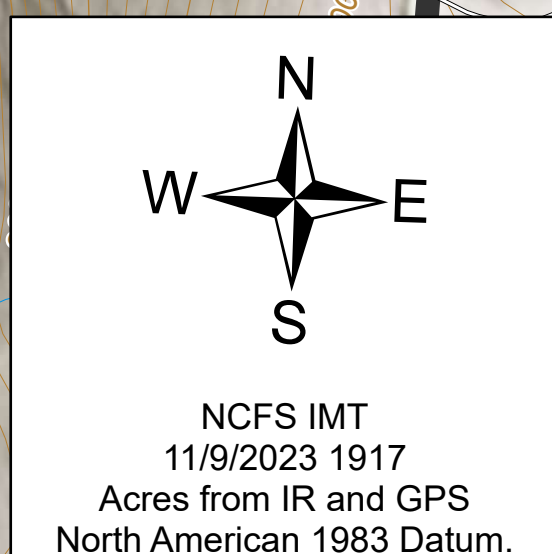 N
W E
S
NCFS IMT
11/9/2023 1917
Acres from IR and GPS
North American 1983 Datum.